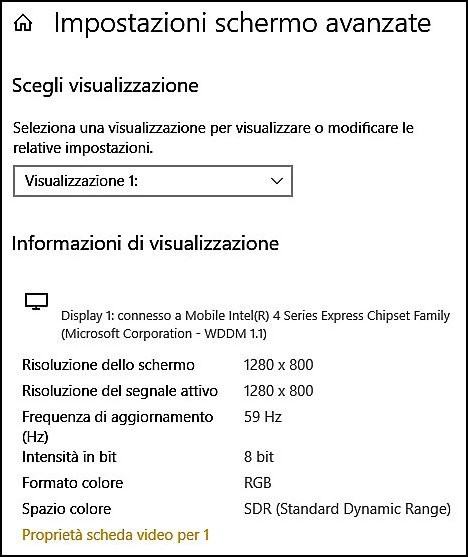 Impostazioni schermo avanzate
Scegli visualizzazione
Seleziona una visualizzazione per visualizzare o modificare le
relative impostazioni.
Visualizzazione 1:
Informazioni di visualizzazione
Display 1: connesso a Mobile Intel(R) 4 Series Express Chipset Family
(Microsoft Corporation - WDDM 1.1)
Risoluzione dello schermo 1280 x 800
Risoluzione del segnale attivo 1280 x 800
Frequenza di aggiornamento 59 Hz
(Hz)
Intensità in bit 8 bit
Formato colore RGB
Spazio colore SDR (Standard Dynamic Range)
Proprietà scheda video per 1